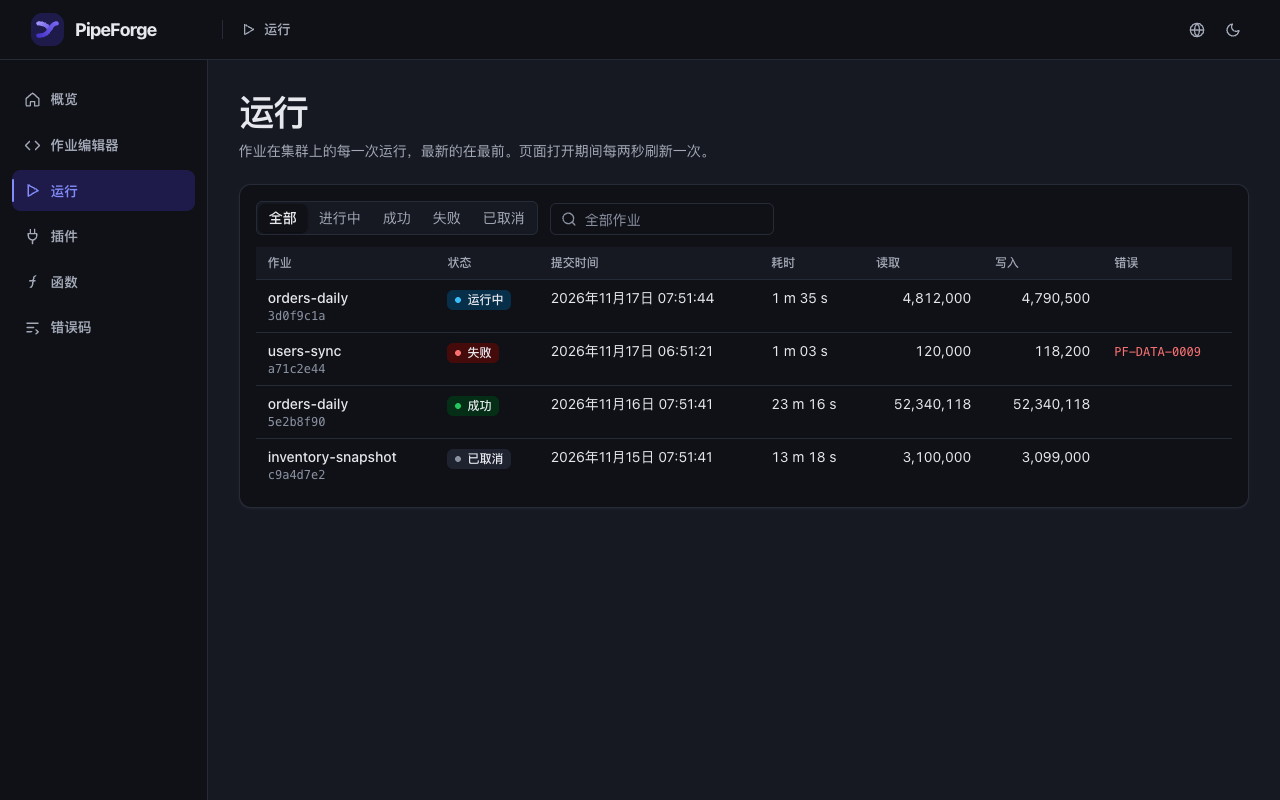 PipeForge
运行
概览
作业编辑器
运行
插件
函数
错误码
运行
作业在集群上的每一次运行，最新的在最前。页面打开期间每两秒刷新一次。
全部 进行中 成功 失败 已取消 全部作业
作业 状态 提交时间 耗时 读取 写入 错误
orders-daily 运行中 2026年11月17日 07:51:44 1 m 35 s 4,812,000 4,790,500
3d0f9c1a
users-sync 失败 2026年11月17日 06:51:21 1 m 03 s 120,000 118,200 PF-DATA-0009
a71c2e44
orders-daily 成功 2026年11月16日 07:51:41 23 m 16 s 52,340,118 52,340,118
5e2b8f90
inventory-snapshot 已取消 2026年11月15日 07:51:41 13 m 18 s 3,100,000 3,099,000
c9a4d7e2